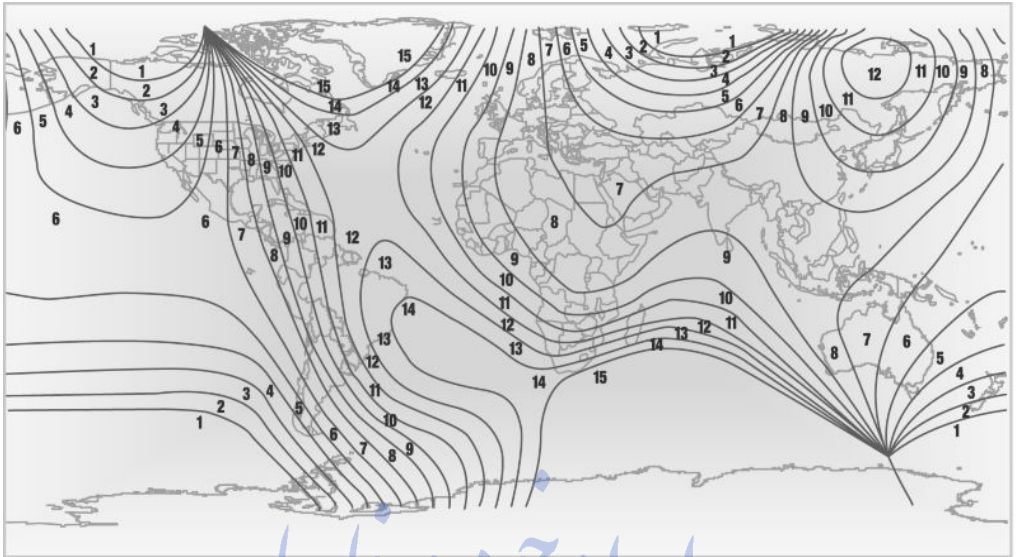 1 7 6 5 4 3 2 1 1
15 8 2
2 1 10 9 3 12 11 10 9 8
15 14 13 11 4
3 2 14 12 5 6 11
4 3 7 8 9 10
6 5 4 13
5 6 7 8 11 12
9 10
7
6 6 10 11 8
7 9 12
8 13 9 9
10
14 11 10
12 12 11
13 13 14 13 8 7 6
12 5
14 15 4
3 4 11 3
2 5 2
1 10 1
6
7 8 9